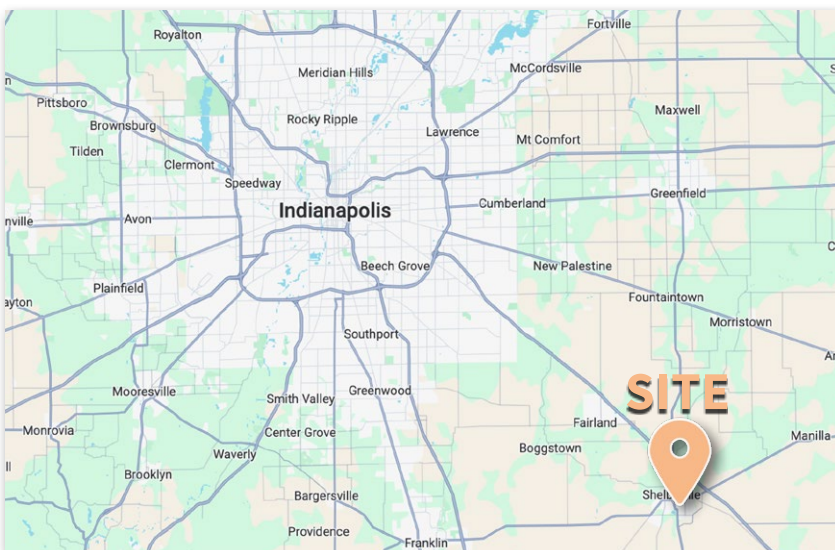 Fortville
Royalton
Meridian Hills
McCordsville
Pittsboro
Maxwell
Brownsburg
Rocky Ripple
Lawrence
Mt Comfort
Tilden
Clermont
Speedway
Greenfield
Indianapolis
Cumberland
nville
Avon
Beech Grove
New Palestine
Plainfield
Fountaintown
ayton
Morristown
Southport
SITE
Mooresville
Greenwood
Smith Valley
Fairland
Monrovia
Center Grove
Manilla
Boggstown
Waverly
Brooklyn
Bargersville
Providence
Franklin